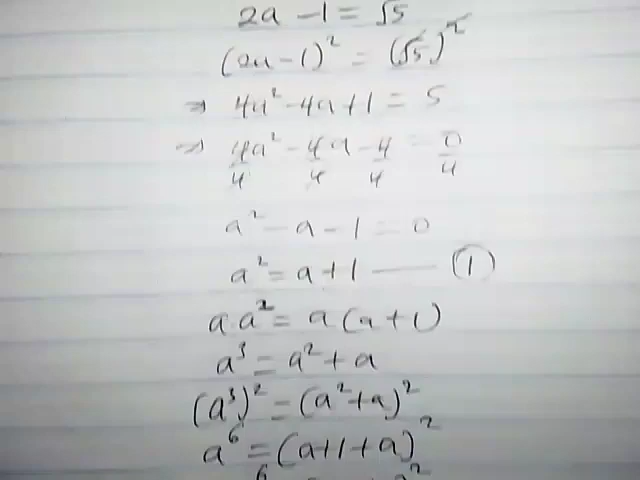 2a - 1 = √5
(2a - 1)² = (√5)²
⇒ 4a² - 4a + 1 = 5
⇒ 4a²/4 - 4a/4 - 4/4 = 0/4
a² - a - 1 = 0
a² = a + 1 —— (1)
a.a² = a(a + 1)
a³ = a² + a
(a³)² = (a² + a)²
a⁶ = (a + 1 + a)²